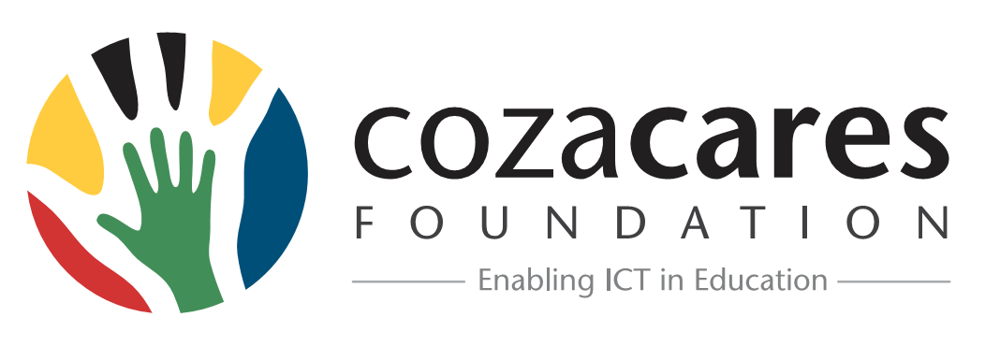 cozacares
FOUNDATION
Enabling ICT in Education